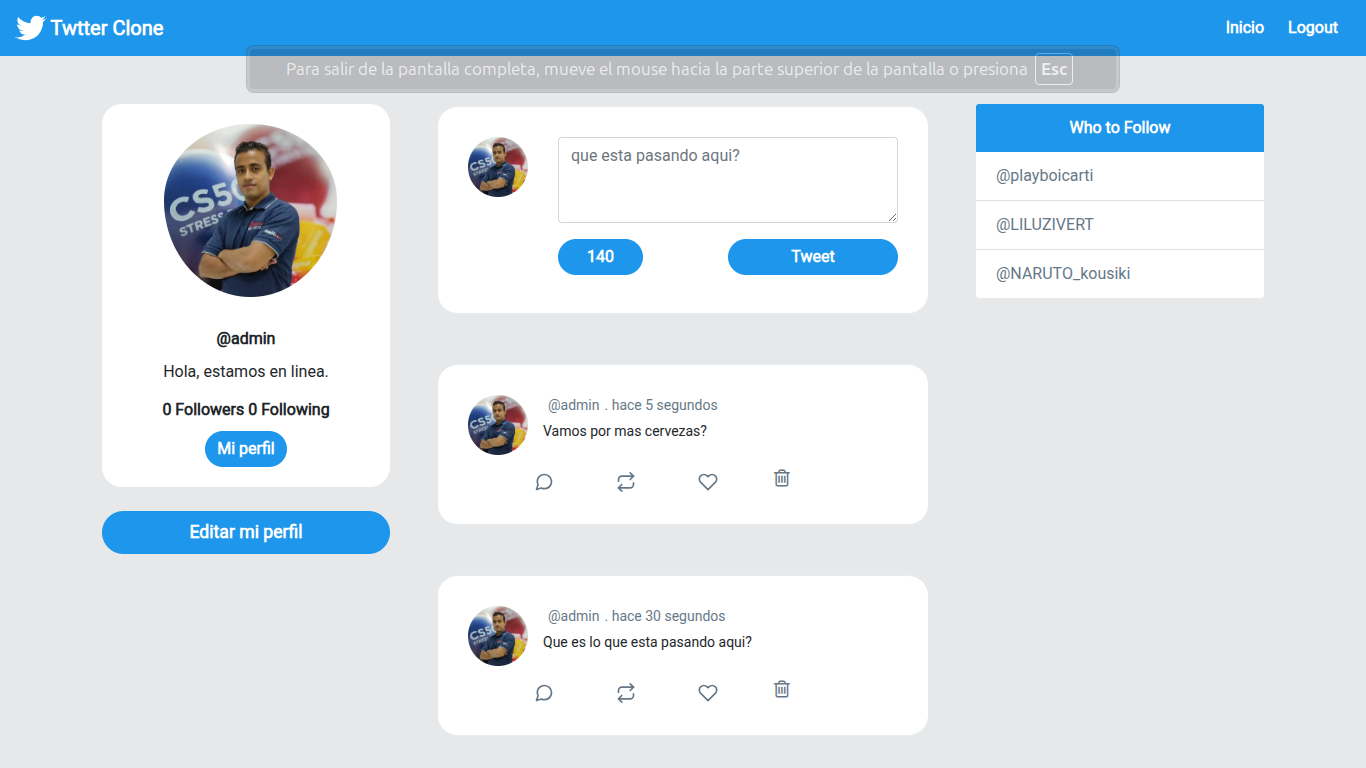 Twtter Clone
Inicio
Logout
Para salir de la pantalla completa, mueve el mouse hacia la parte superior de la pantalla o presiona Esc
@admin
Hola, estamos en linea.
0 Followers 0 Following
Mi perfil
Editar mi perfil
CS50
STRESS
que esta pasando aqui?
140
Tweet
CS50
@admin . hace 5 segundos
Vamos por mas cervezas?
CS50
@admin . hace 30 segundos
Que es lo que esta pasando aqui?
CS50
Who to Follow
@playboicarti
@LILUZIVERT
@NARUTO_kousiki